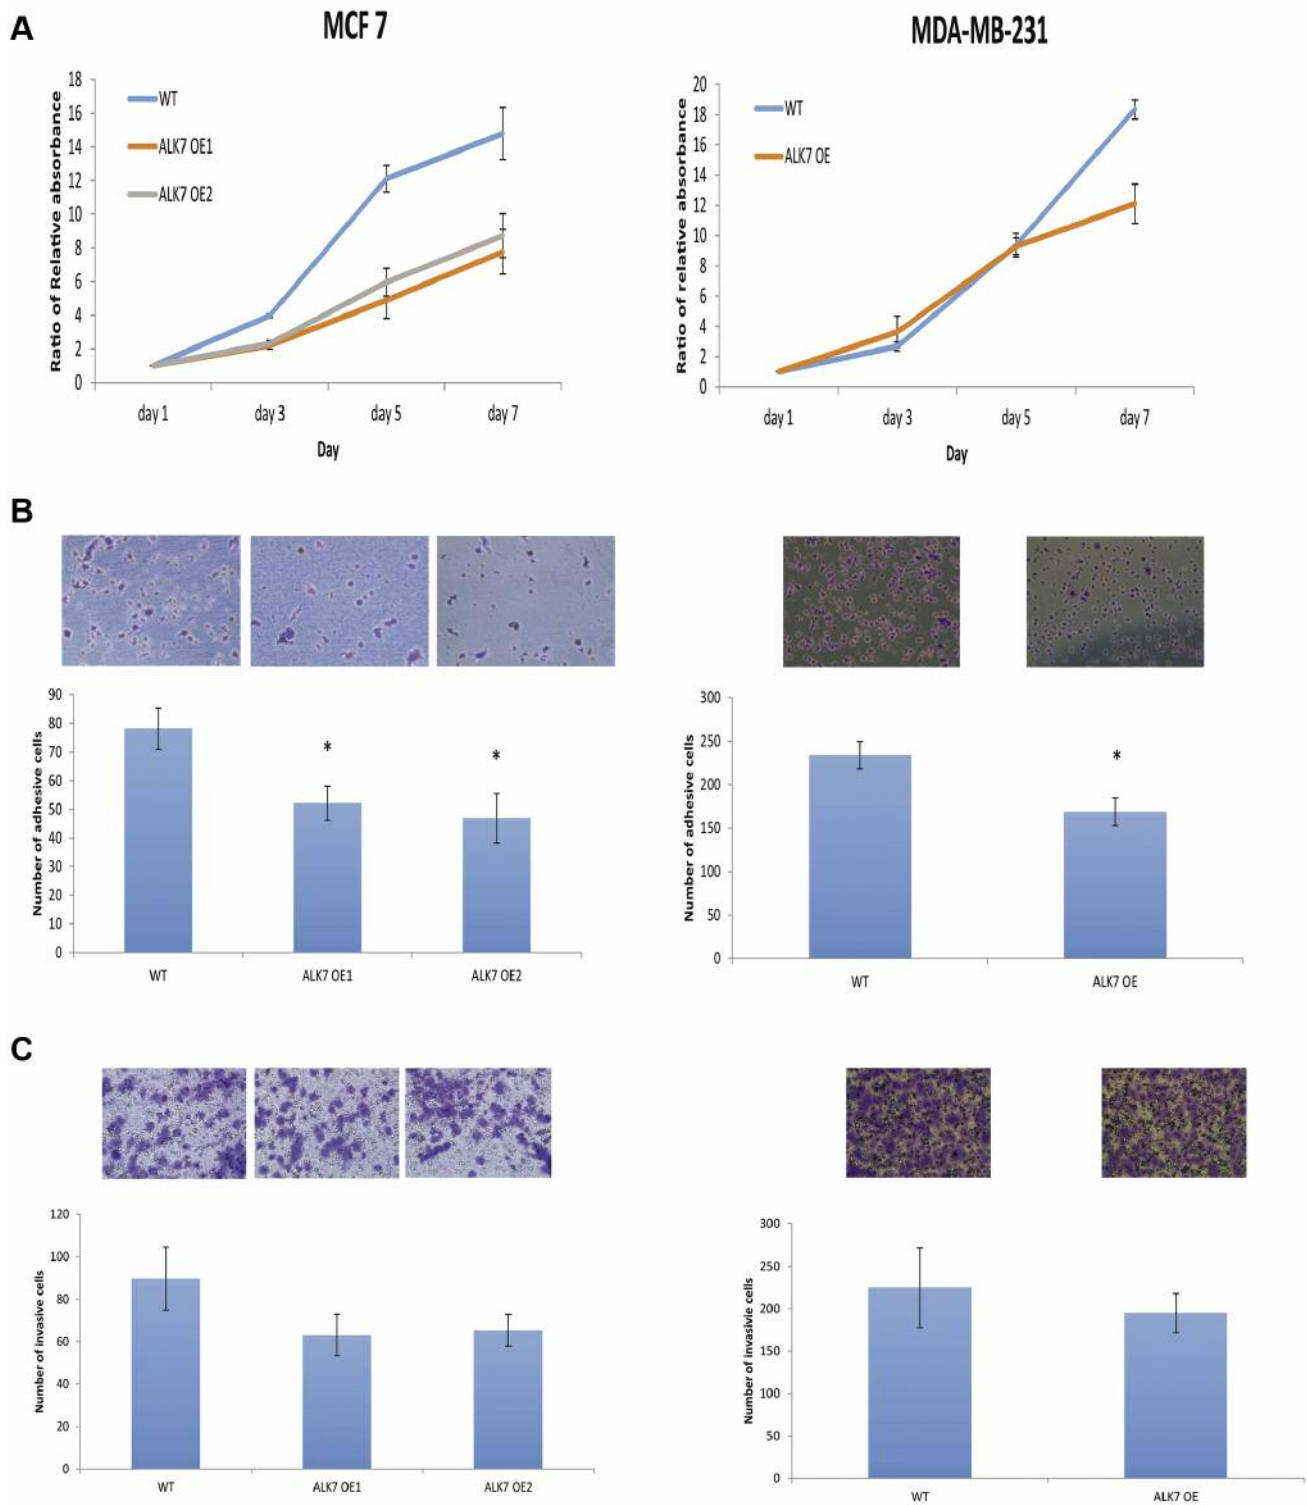 A
MCF 7
MDA-MB-231
Ratio of Relative absorbance
18
16
14
12
10
8
6
4
2
0
WT
ALK7 OE1
ALK7 OE2
day 1 day 3 day 5 day 7
Day
Ratio of relative absorbance
20
18
16
14
12
10
8
6
4
2
0
WT
ALK7 OE
day 1 day 3 day 5 day 7
Day
B
Number of adhesive cells
90
80
70
60
50
40
30
20
10
0
*
*
WT ALK7 OE1 ALK7 OE2
Number of adhesive cells
300
250
200
150
100
50
0
*
WT ALK7 OE
C
Number of invasive cells
120
100
80
60
40
20
0
WT ALK7 OE1 ALK7 OE2
Number of invasivie cells
300
250
200
150
100
50
0
WT ALK7 OE